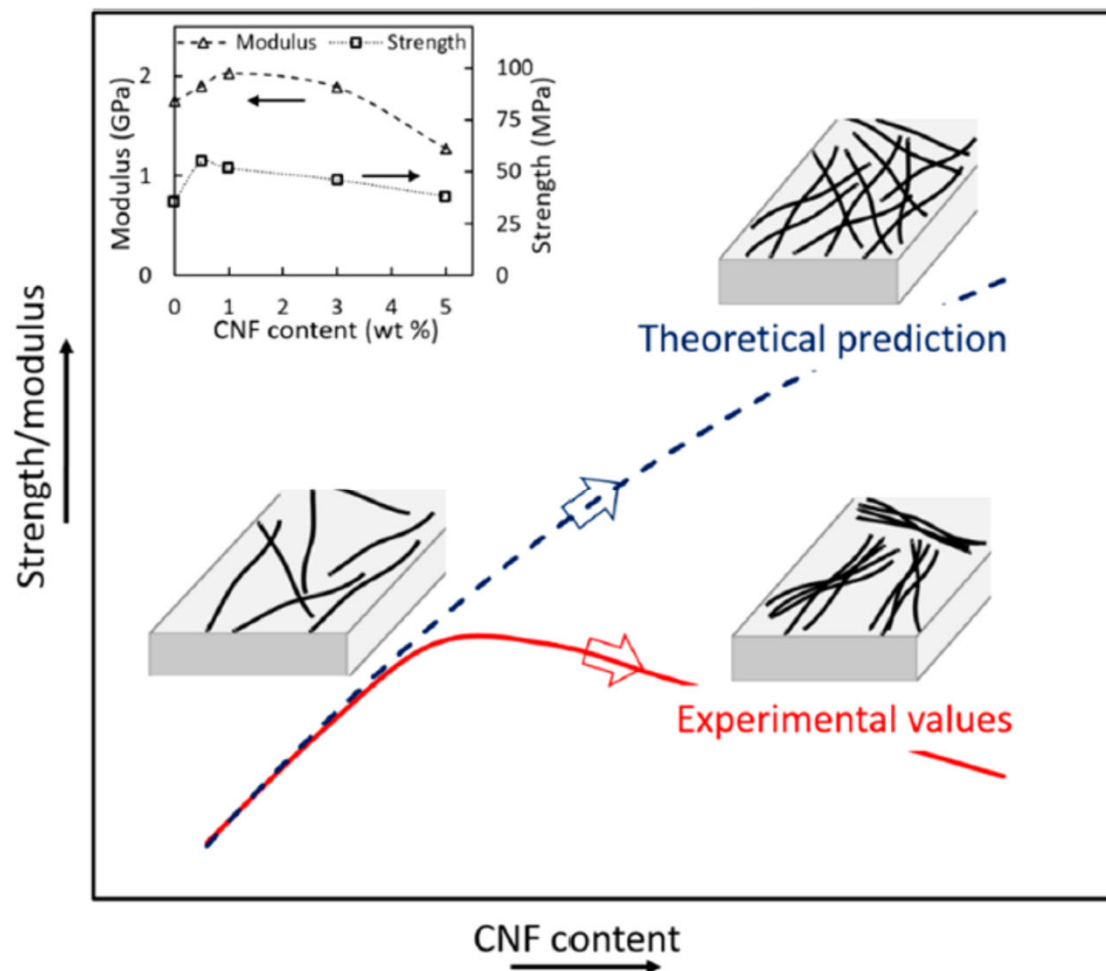 Modulus
Strength
Modulus (GPa)
2
1
0
100
75
50
25
0
Strength (MPa)
0
1
2
3
4
5
CNF content (wt %)
Theoretical prediction
Strength/modulus
Experimental values
CNF content